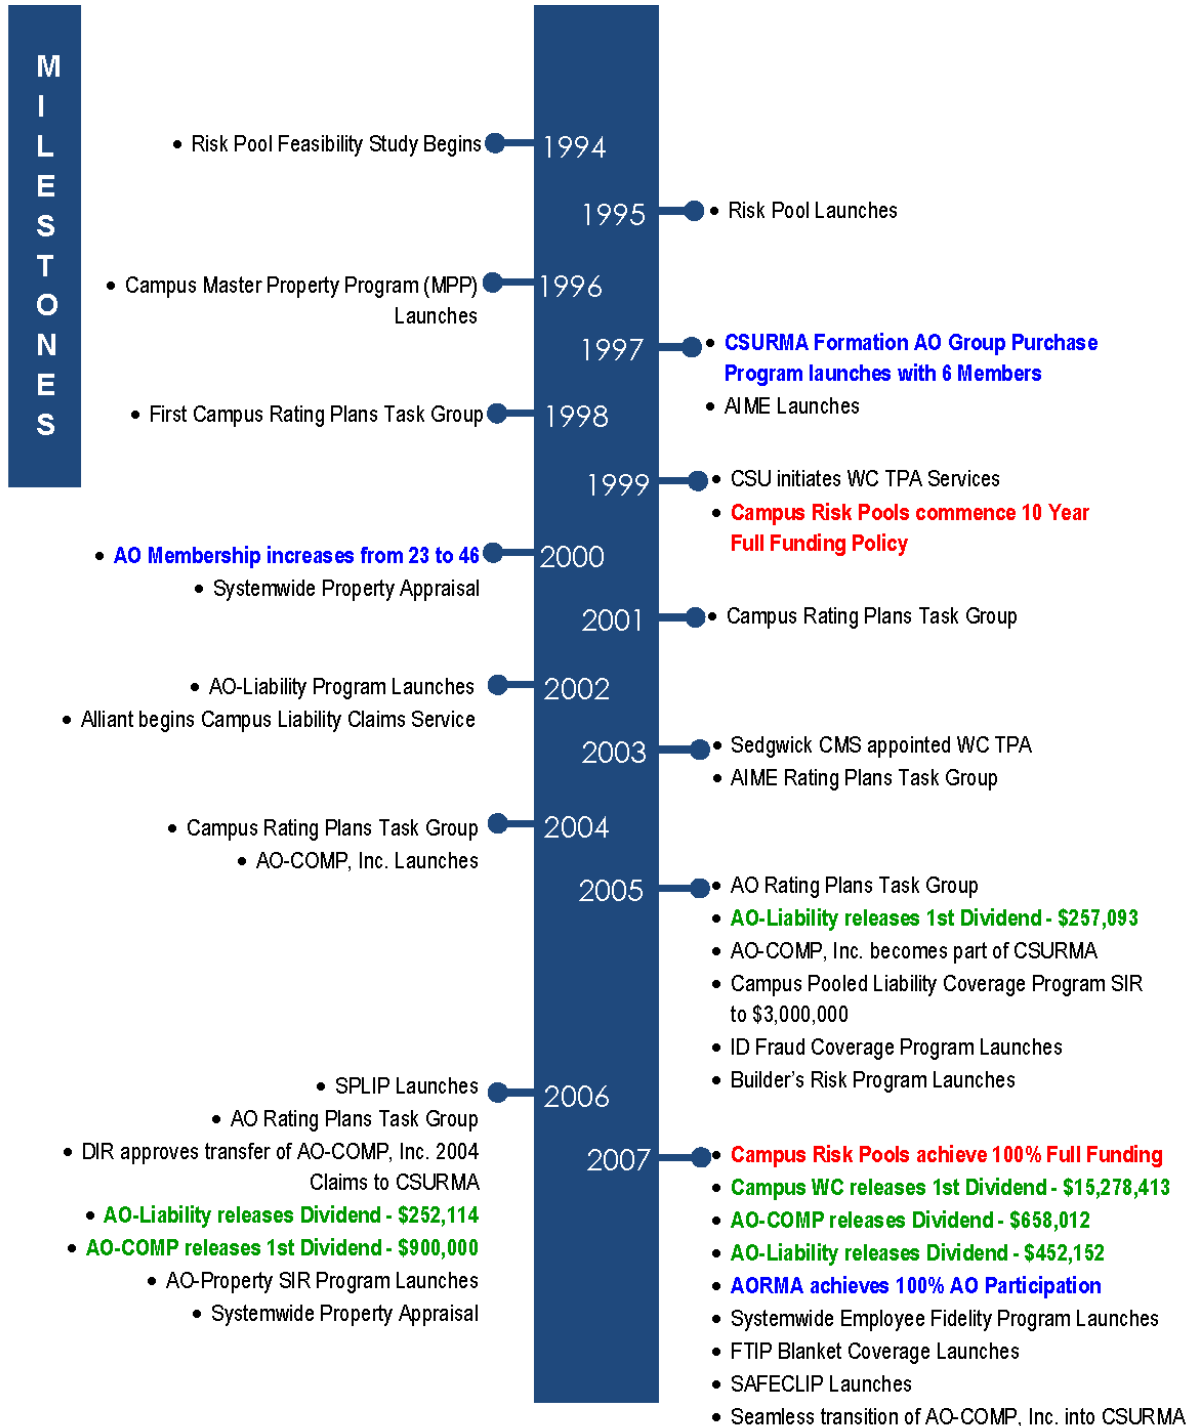 MILESTONES
1994
• Risk Pool Feasibility Study Begins
1995
• Risk Pool Launches
1996
• Campus Master Property Program (MPP)
Launches
1997
• CSURMA Formation AO Group Purchase
Program launches with 6 Members
• AIME Launches
1998
• First Campus Rating Plans Task Group
1999
• CSU initiates WC TPA Services
• Campus Risk Pools commence 10 Year
Full Funding Policy
2000
• AO Membership increases from 23 to 46
• Systemwide Property Appraisal
2001
• Campus Rating Plans Task Group
2002
• AO-Liability Program Launches
• Alliant begins Campus Liability Claims Service
2003
• Sedgwick CMS appointed WC TPA
• AIME Rating Plans Task Group
2004
• Campus Rating Plans Task Group
• AO-COMP, Inc. Launches
2005
• AO Rating Plans Task Group
• AO-Liability releases 1st Dividend - $257,093
• AO-COMP, Inc. becomes part of CSURMA
• Campus Pooled Liability Coverage Program SIR
to $3,000,000
• ID Fraud Coverage Program Launches
• Builder's Risk Program Launches
2006
• SPLIP Launches
• AO Rating Plans Task Group
• DIR approves transfer of AO-COMP, Inc. 2004
Claims to CSURMA
• AO-Liability releases Dividend - $252,114
• AO-COMP releases 1st Dividend - $900,000
• AO-Property SIR Program Launches
• Systemwide Property Appraisal
2007
• Campus Risk Pools achieve 100% Full Funding
• Campus WC releases 1st Dividend - $15,278,413
• AO-COMP releases Dividend - $658,012
• AO-Liability releases Dividend - $452,152
• AORMA achieves 100% AO Participation
• Systemwide Employee Fidelity Program Launches
• FTIP Blanket Coverage Launches
• SAFECLIP Launches
• Seamless transition of AO-COMP, Inc. into CSURMA